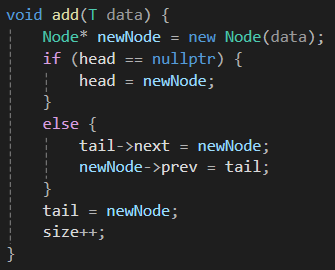 void add(T data) {
    Node* newNode = new Node(data);
    if (head == nullptr) {
        head = newNode;
    }
    else {
        tail->next = newNode;
        newNode->prev = tail;
    }
    tail = newNode;
    size++;
}